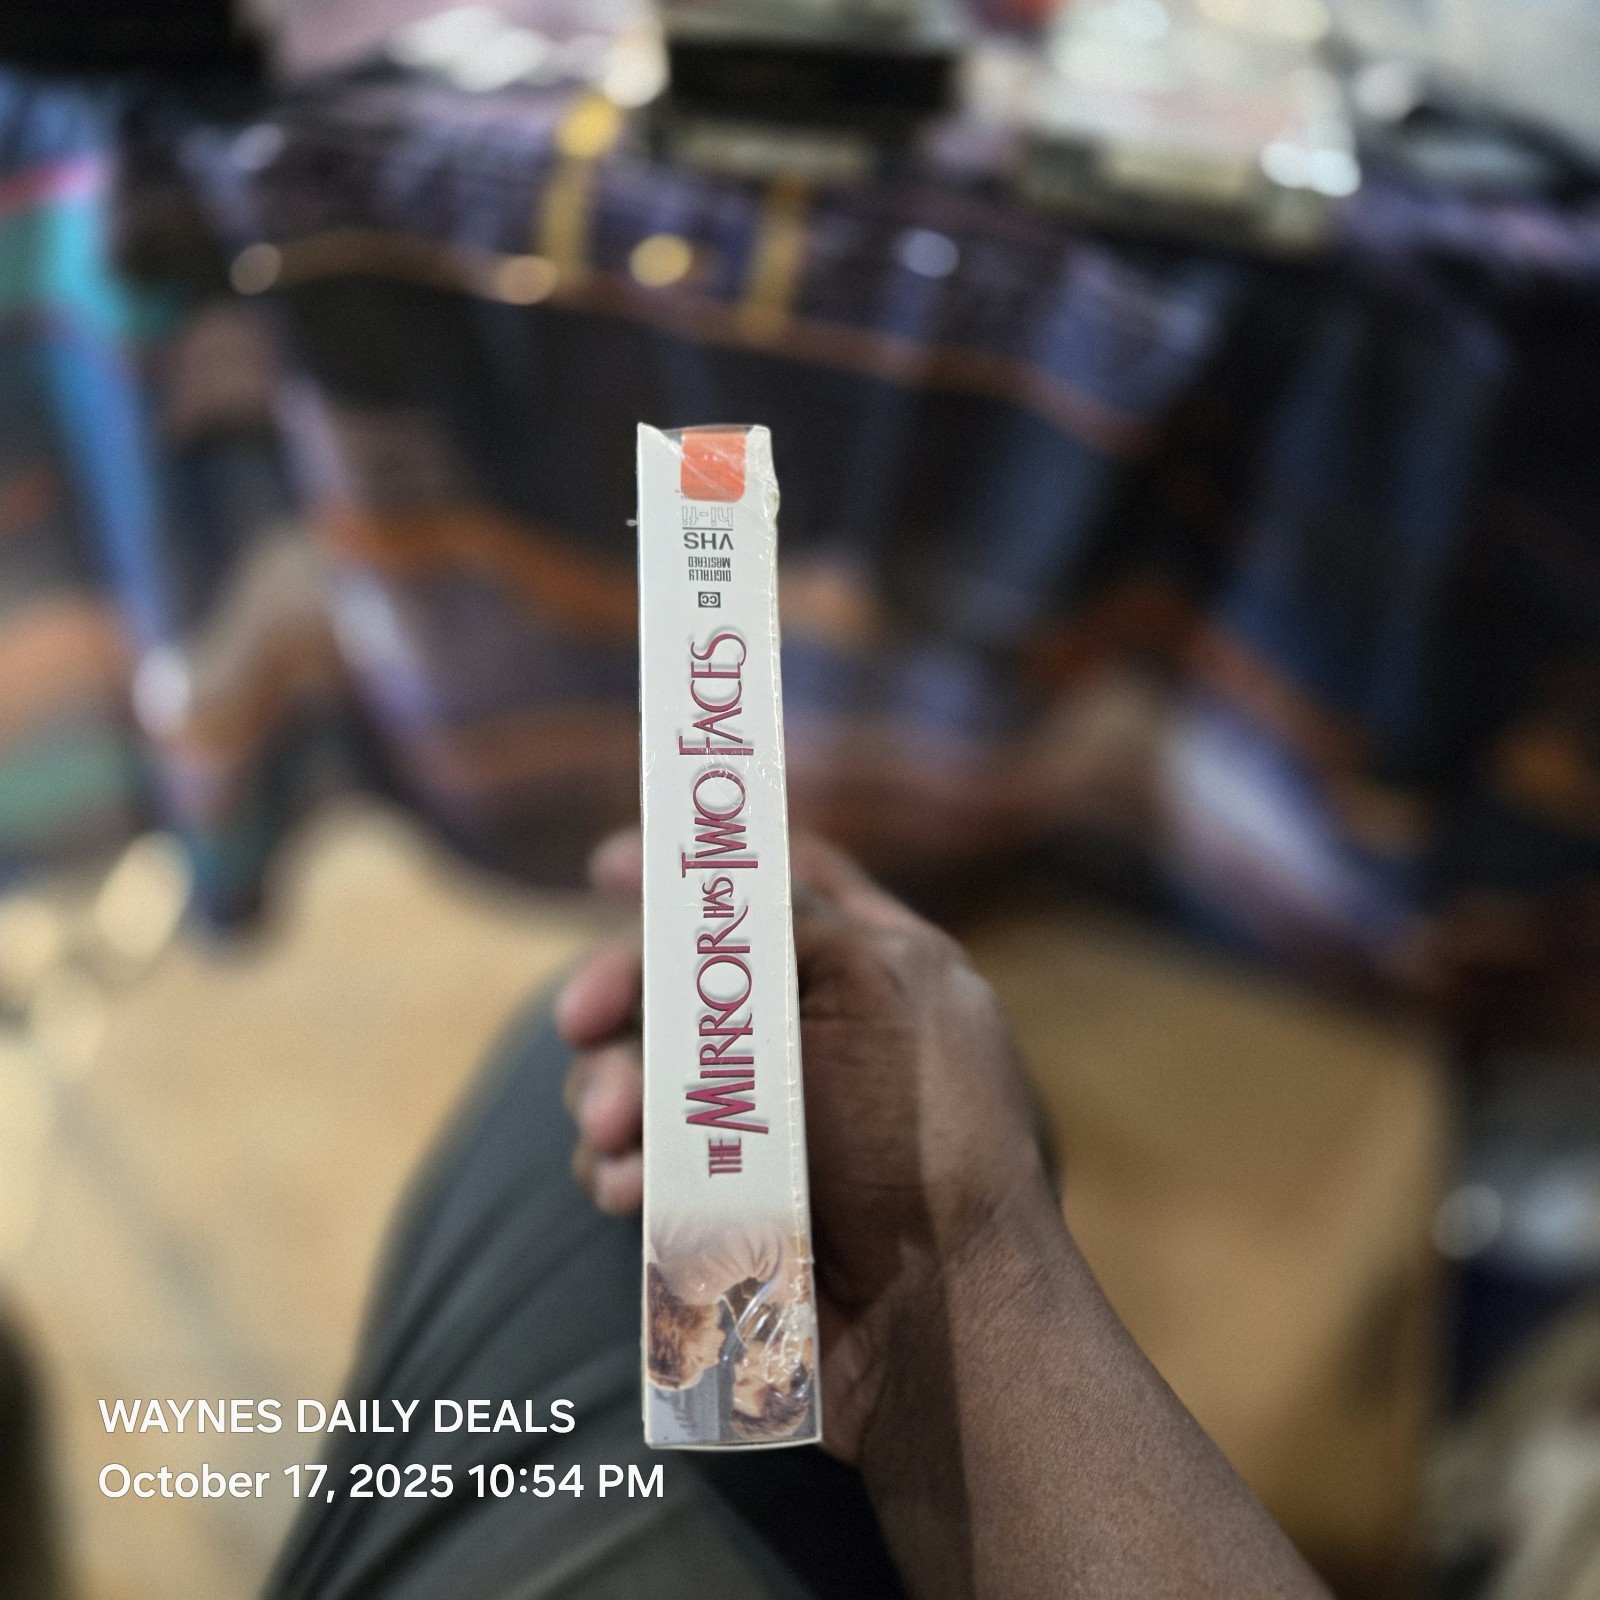 hi-fi
VHS
DIGITALLY
MASTERED
CC
THE MIRROR HAS TWO FACES
WAYNES DAILY DEALS
October 17, 2025 10:54 PM